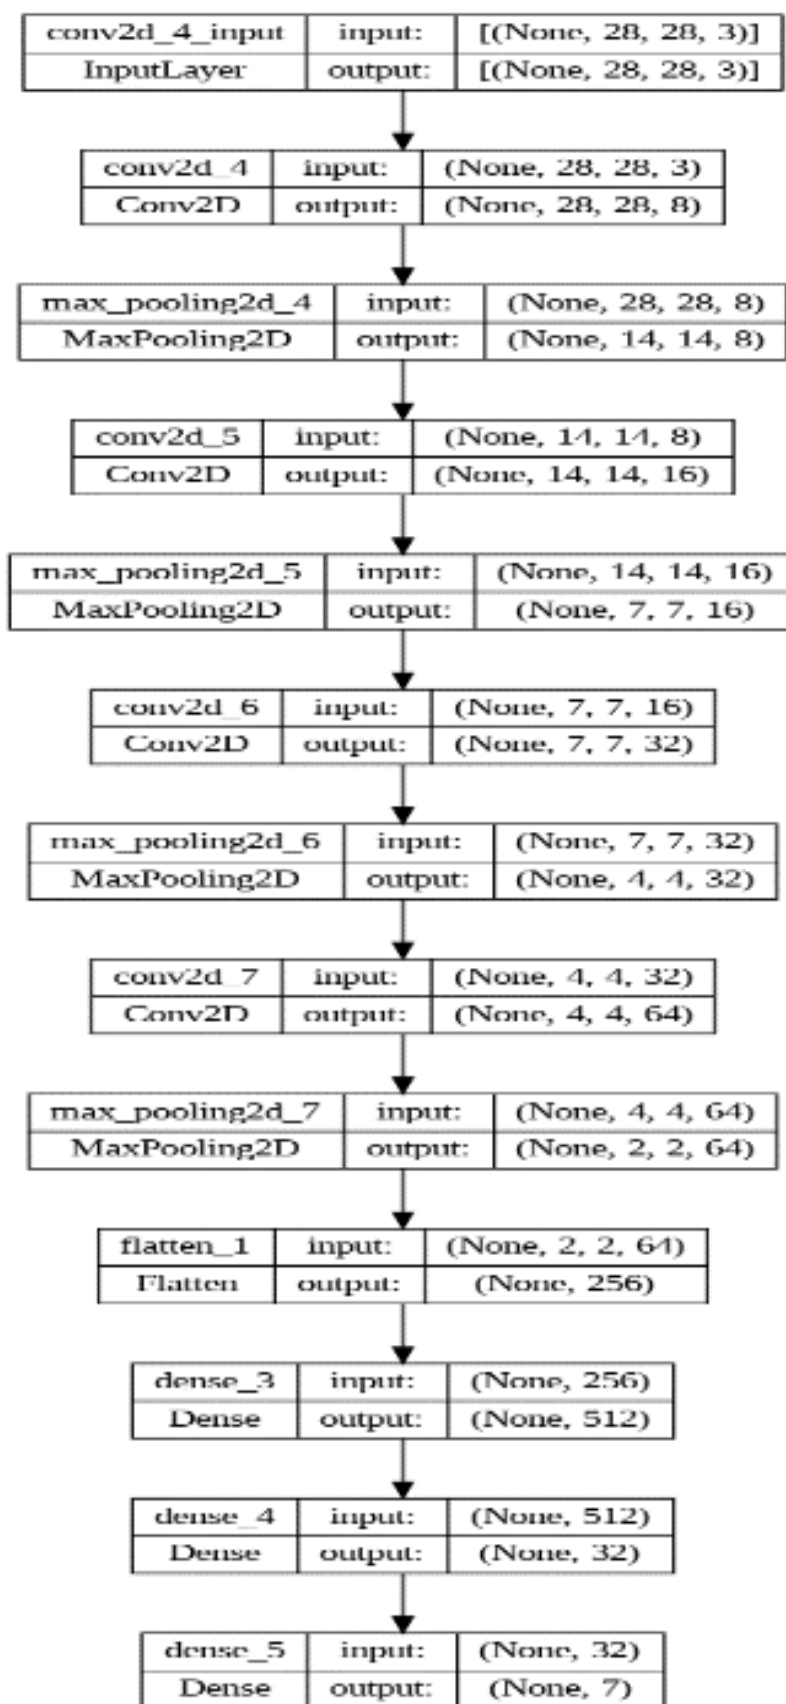 conv2d_4_input input: [(None, 28, 28, 3)]
InputLayer output: [(None, 28, 28, 3)]
conv2d_4 input: (None, 28, 28, 3)
Conv2D output: (None, 28, 28, 8)
max_pooling2d_4 input: (None, 28, 28, 8)
MaxPooling2D output: (None, 14, 14, 8)
conv2d_5 input: (None, 14, 14, 8)
Conv2D output: (None, 14, 14, 16)
max_pooling2d_5 input: (None, 14, 14, 16)
MaxPooling2D output: (None, 7, 7, 16)
conv2d_6 input: (None, 7, 7, 16)
Conv2D output: (None, 7, 7, 32)
max_pooling2d_6 input: (None, 7, 7, 32)
MaxPooling2D output: (None, 4, 4, 32)
conv2d_7 input: (None, 4, 4, 32)
Conv2D output: (None, 4, 4, 64)
max_pooling2d_7 input: (None, 4, 4, 64)
MaxPooling2D output: (None, 2, 2, 64)
flatten_1 input: (None, 2, 2, 64)
Flatten output: (None, 256)
dense_3 input: (None, 256)
Dense output: (None, 512)
dense_4 input: (None, 512)
Dense output: (None, 32)
dense_5 input: (None, 32)
Dense output: (None, 7)